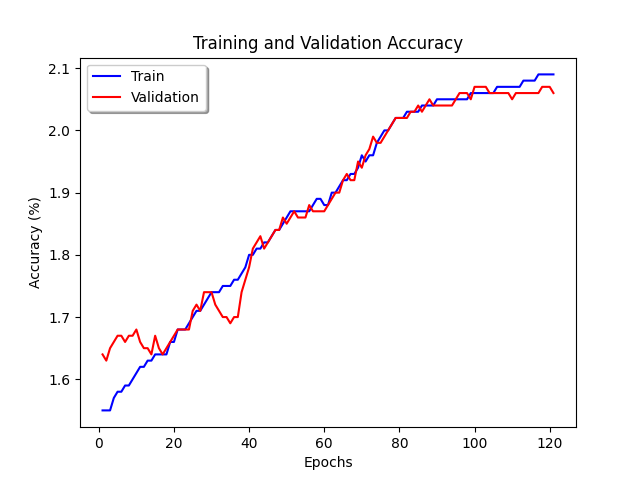 Training and Validation Accuracy
Train
Validation
2.1
2.0
1.9
1.8
1.7
1.6
Accuracy (%)
0 20 40 60 80 100 120
Epochs